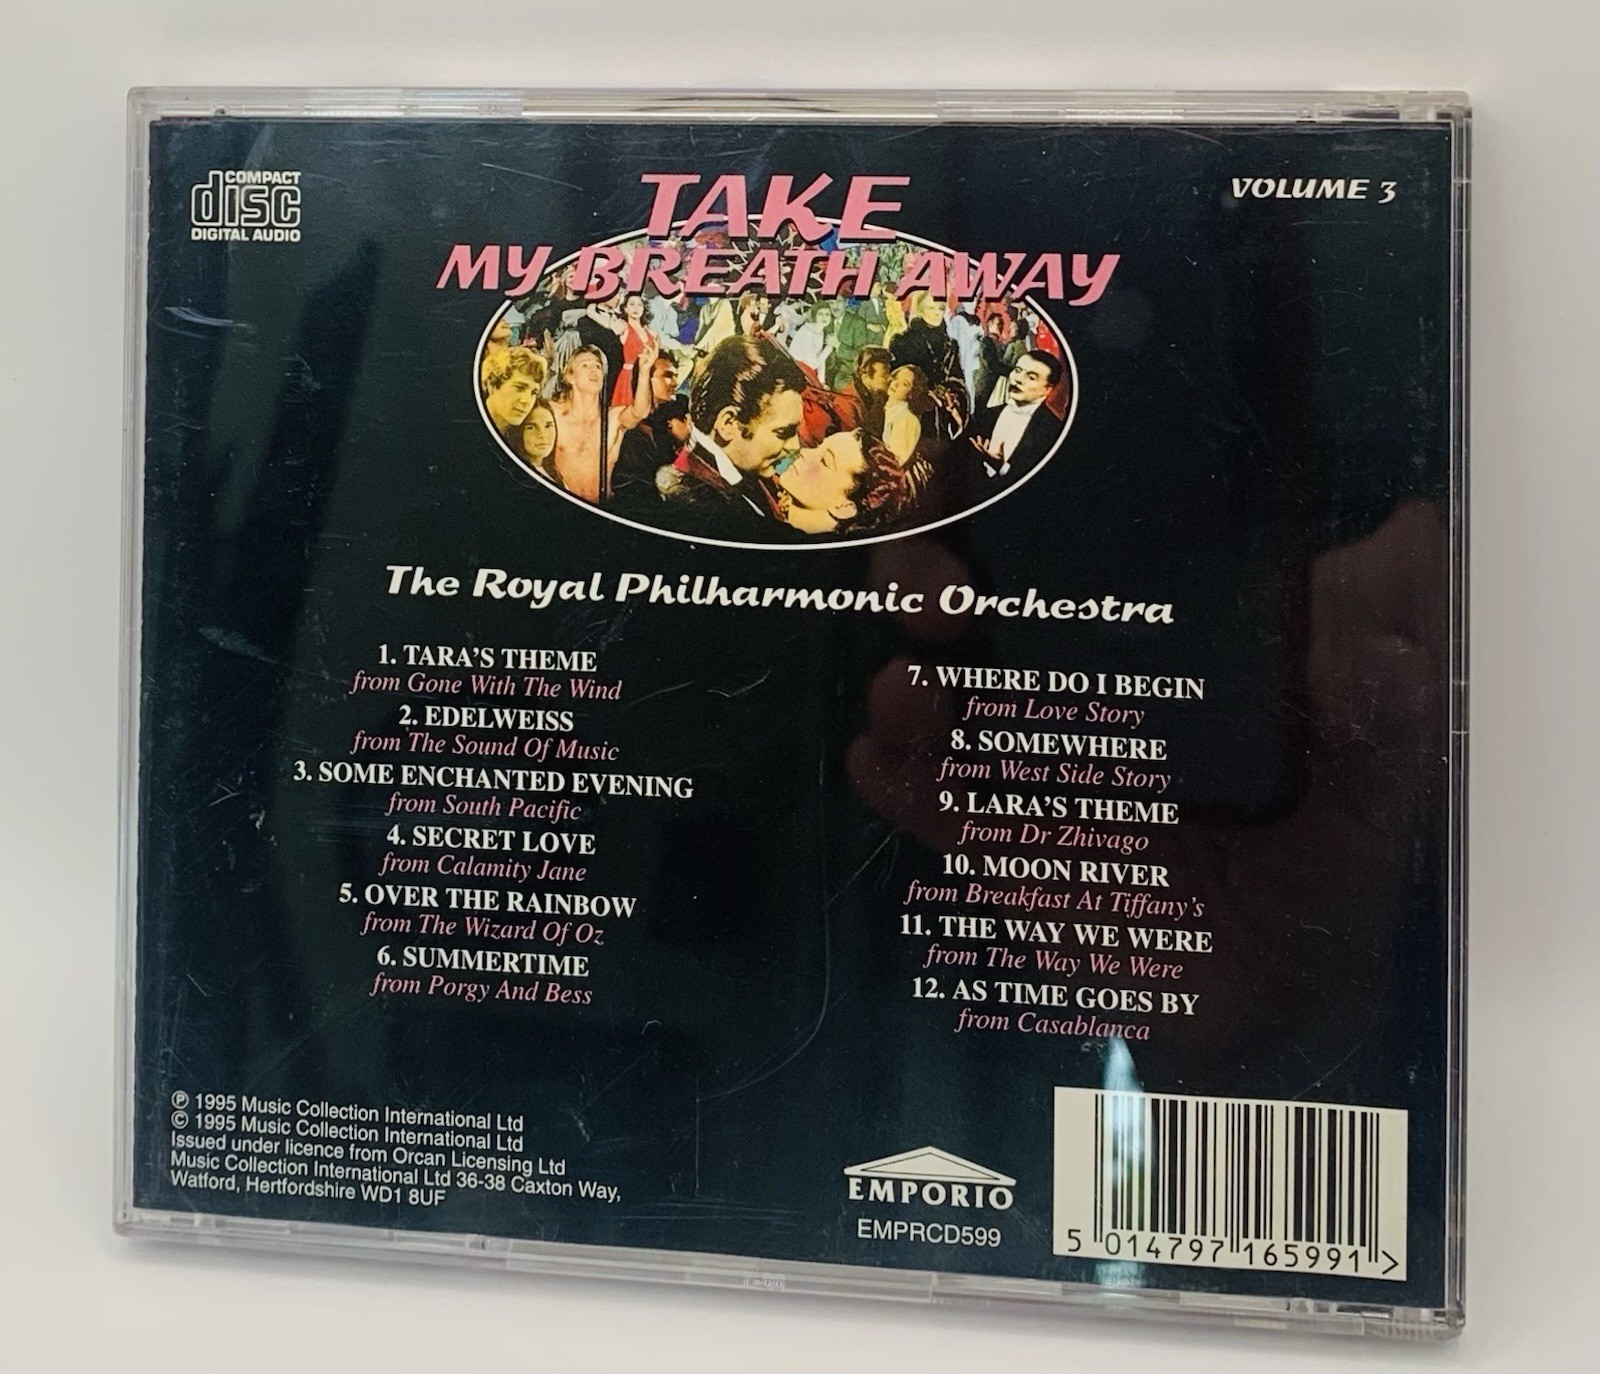 COMPACT
disc
DIGITAL AUDIO
VOLUME 3
TAKE
MY BREATH AWAY
The Royal Philharmonic Orchestra
1. TARA'S THEME
from Gone With The Wind
2. EDELWEISS
from The Sound Of Music
3. SOME ENCHANTED EVENING
from South Pacific
4. SECRET LOVE
from Calamity Jane
5. OVER THE RAINBOW
from The Wizard Of Oz
6. SUMMERTIME
from Porgy And Bess
7. WHERE DO I BEGIN
from Love Story
8. SOMEWHERE
from West Side Story
9. LARA'S THEME
from Dr Zhivago
10. MOON RIVER
from Breakfast At Tiffany's
11. THE WAY WE WERE
from The Way We Were
12. AS TIME GOES BY
from Casablanca
℗ 1995 Music Collection International Ltd
© 1995 Music Collection International Ltd
Issued under licence from Orcan Licensing Ltd
Music Collection International Ltd 36-38 Caxton Way,
Watford, Hertfordshire WD1 8UF
EMPORIO
EMPRCD599
5 014797 165991 >